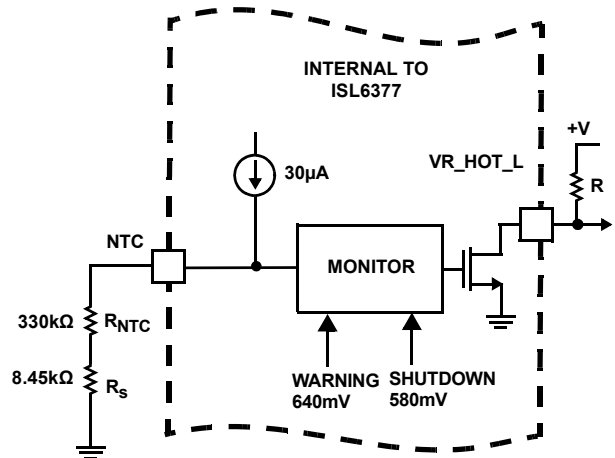 INTERNAL TO
ISL6377
+V
VR_HOT_L
R
30µA
NTC
MONITOR
330kΩ
RNTC
8.45kΩ
Rs
WARNING
640mV
SHUTDOWN
580mV